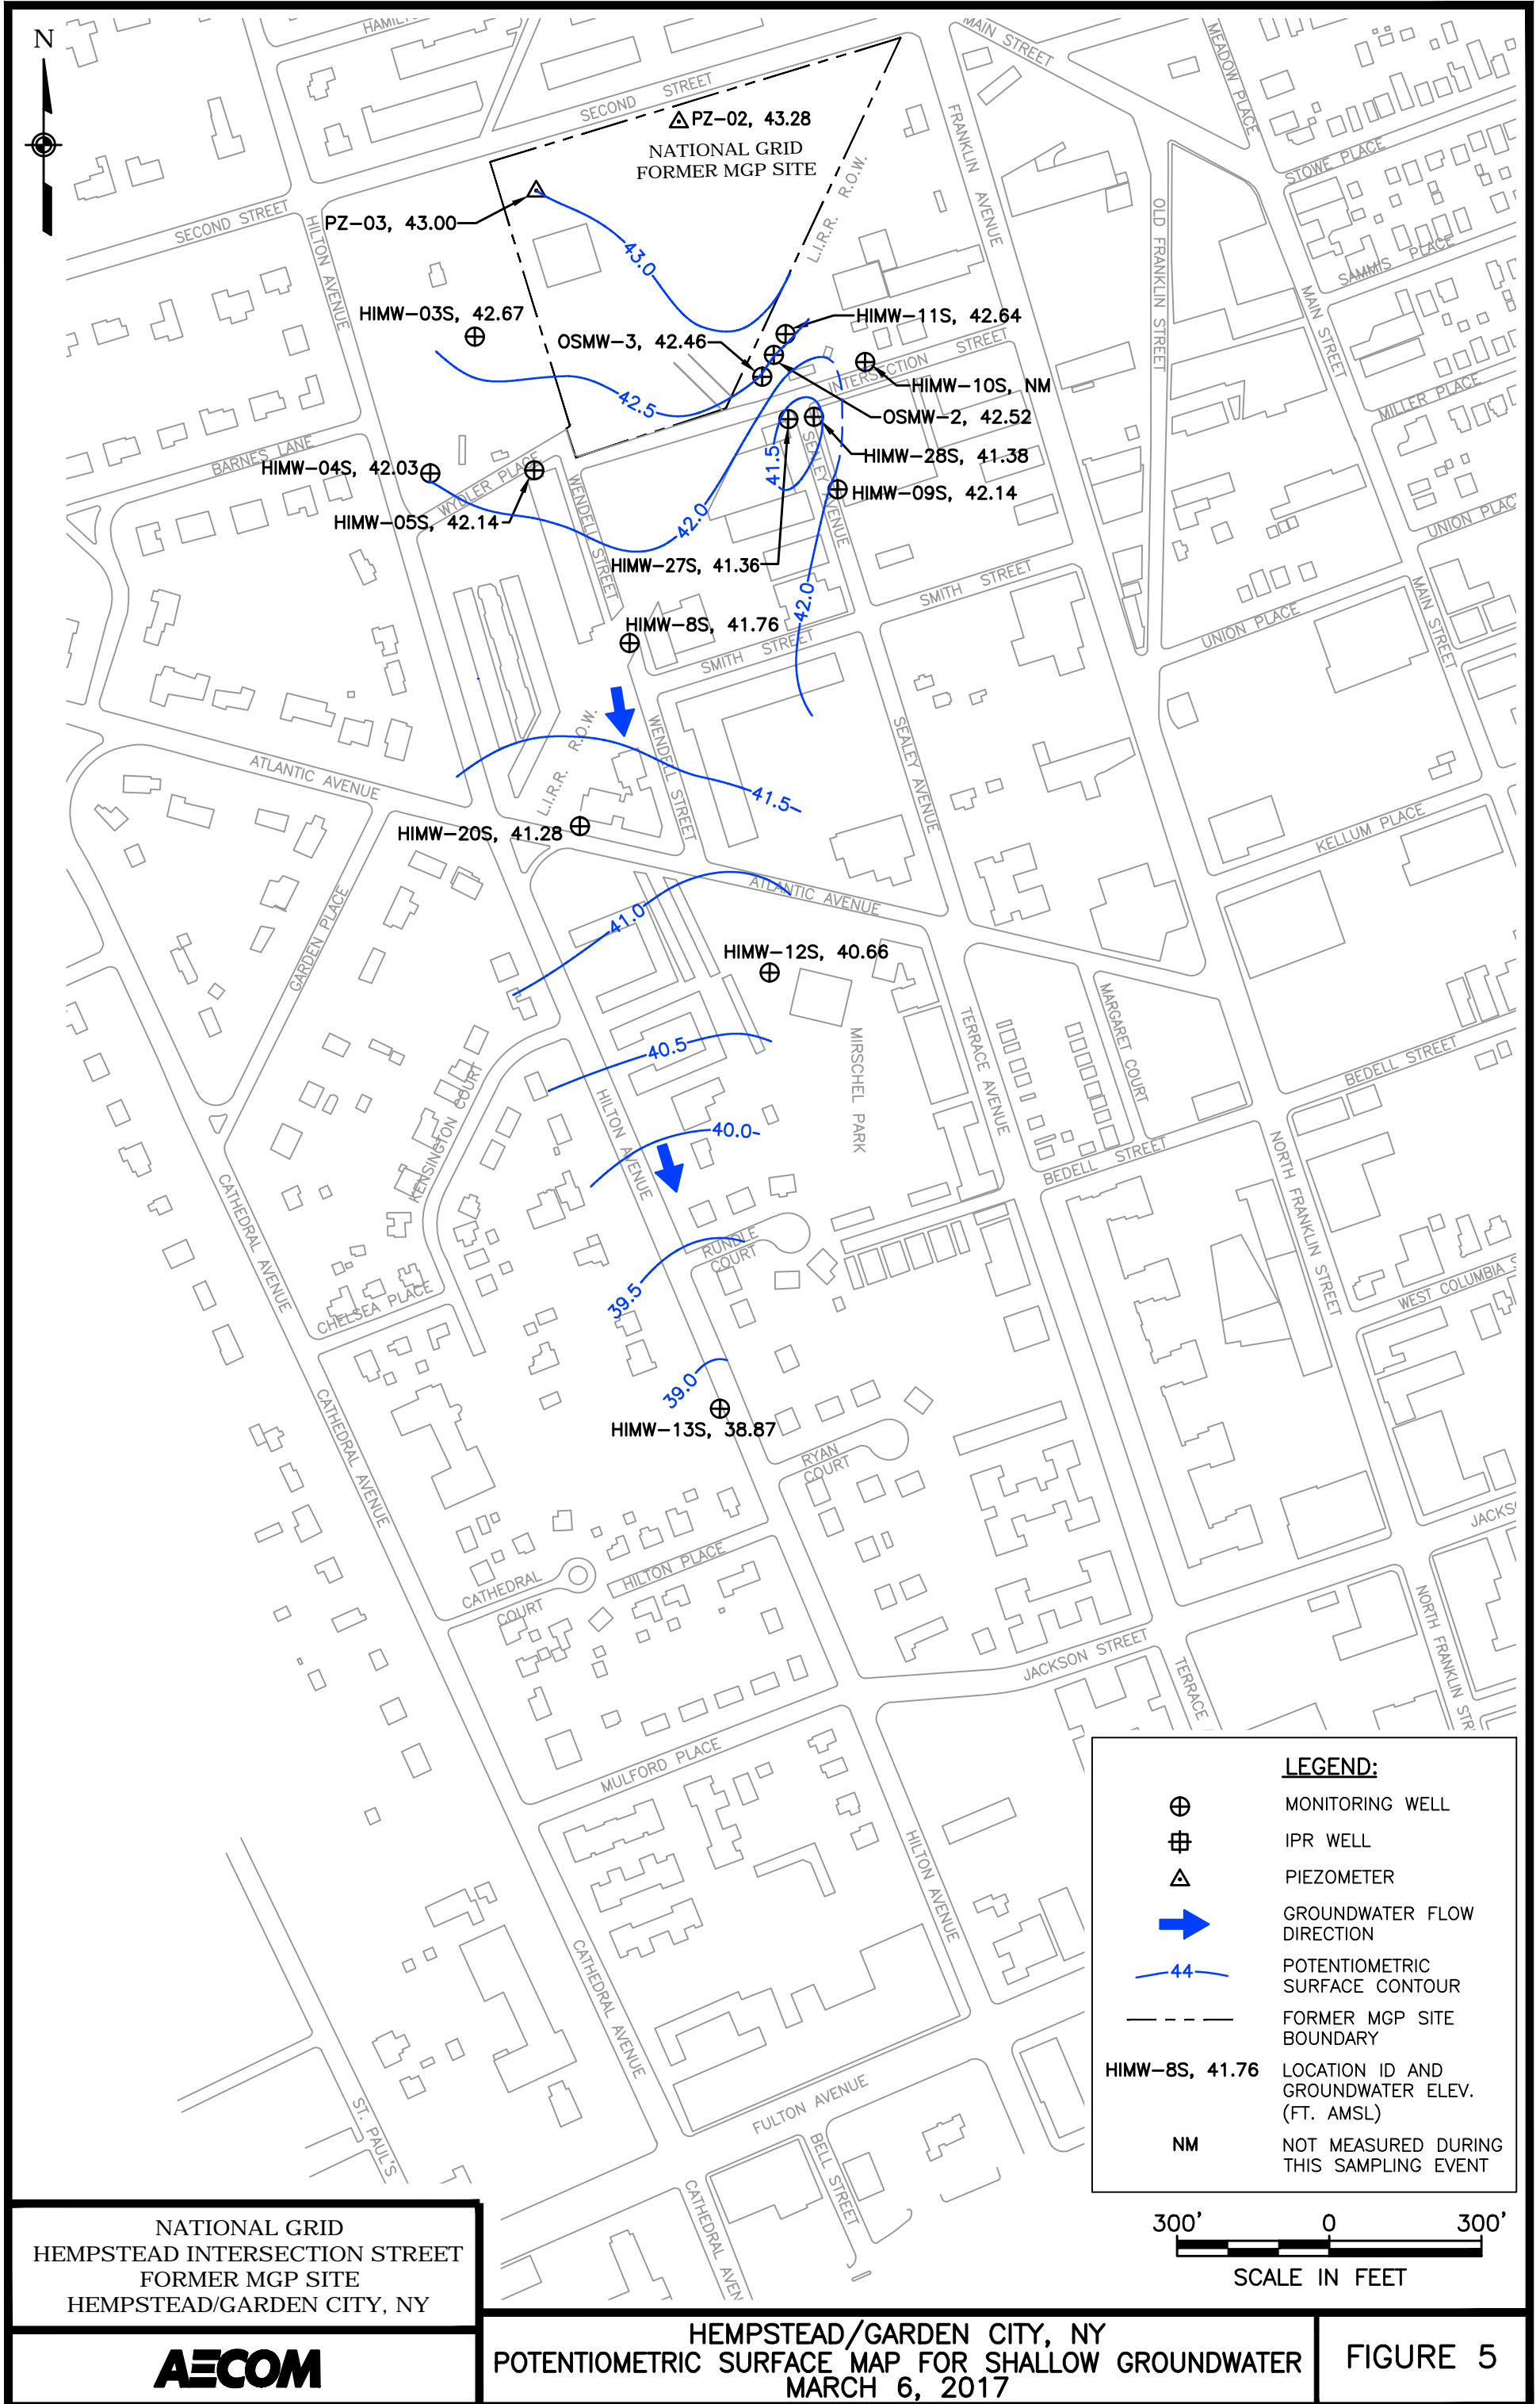 N
HAMIL
MAIN STREET
MEADOW PLACE
SECOND STREET
PZ-02, 43.28
NATIONAL GRID
FORMER MGP SITE
FRANKLIN AVENUE
STOWE PLACE
L.I.R.R. R.O.W.
PZ-03, 43.00
SECOND STREET
HILTON AVENUE
OLD FRANKLIN STREET
SAMMIS PLACE
43.0
MAIN STREET
HIMW-03S, 42.67
HIMW-11S, 42.64
OSMW-3, 42.46
INTERSECTION STREET
HIMW-10S, NM
42.5
OSMW-2, 42.52
MILLER PLACE
BARNES LANE
HIMW-28S, 41.38
HIMW-04S, 42.03
WYDLER PLACE
41.5
SEALEY AVENUE
HIMW-09S, 42.14
WENDELL STREET
HIMW-05S, 42.14
42.0
UNION PLAC
HIMW-27S, 41.36
SMITH STREET
42.0
MAIN STREET
HIMW-8S, 41.76
SMITH STREET
UNION PLACE
L.I.R.R. R.O.W.
WENDELL STREET
SEALEY AVENUE
ATLANTIC AVENUE
41.5
HIMW-20S, 41.28
KELLUM PLACE
ATLANTIC AVENUE
41.0
GARDEN PLACE
HIMW-12S, 40.66
TERRACE AVENUE
MARGARET COURT
MIRSCHEL PARK
40.5
BEDELL STREET
KENSINGTON COURT
HILTON AVENUE
40.0
BEDELL STREET
NORTH FRANKLIN STREET
CATHEDRAL AVENUE
RUNDLE
COURT
39.5
CHELSEA PLACE
WEST COLUMBIA S
39.0
CATHEDRAL AVENUE
HIMW-13S, 38.87
RYAN
COURT
JACKS
HILTON PLACE
CATHEDRAL
COURT
NORTH FRANKLIN STR
JACKSON STREET
TERRACE
MULFORD PLACE
HILTON AVENUE
CATHEDRAL AVENUE
FULTON AVENUE
ST. PAUL'S
BELL STREET
CATHEDRAL AVEN
LEGEND:
MONITORING WELL
IPR WELL
PIEZOMETER
GROUNDWATER FLOW
DIRECTION
44
POTENTIOMETRIC
SURFACE CONTOUR
FORMER MGP SITE
BOUNDARY
HIMW-8S, 41.76
LOCATION ID AND
GROUNDWATER ELEV.
(FT. AMSL)
NM
NOT MEASURED DURING
THIS SAMPLING EVENT
300' 0 300'
SCALE IN FEET
NATIONAL GRID
HEMPSTEAD INTERSECTION STREET
FORMER MGP SITE
HEMPSTEAD/GARDEN CITY, NY
AECOM
HEMPSTEAD/GARDEN CITY, NY
POTENTIOMETRIC SURFACE MAP FOR SHALLOW GROUNDWATER
MARCH 6, 2017
FIGURE 5